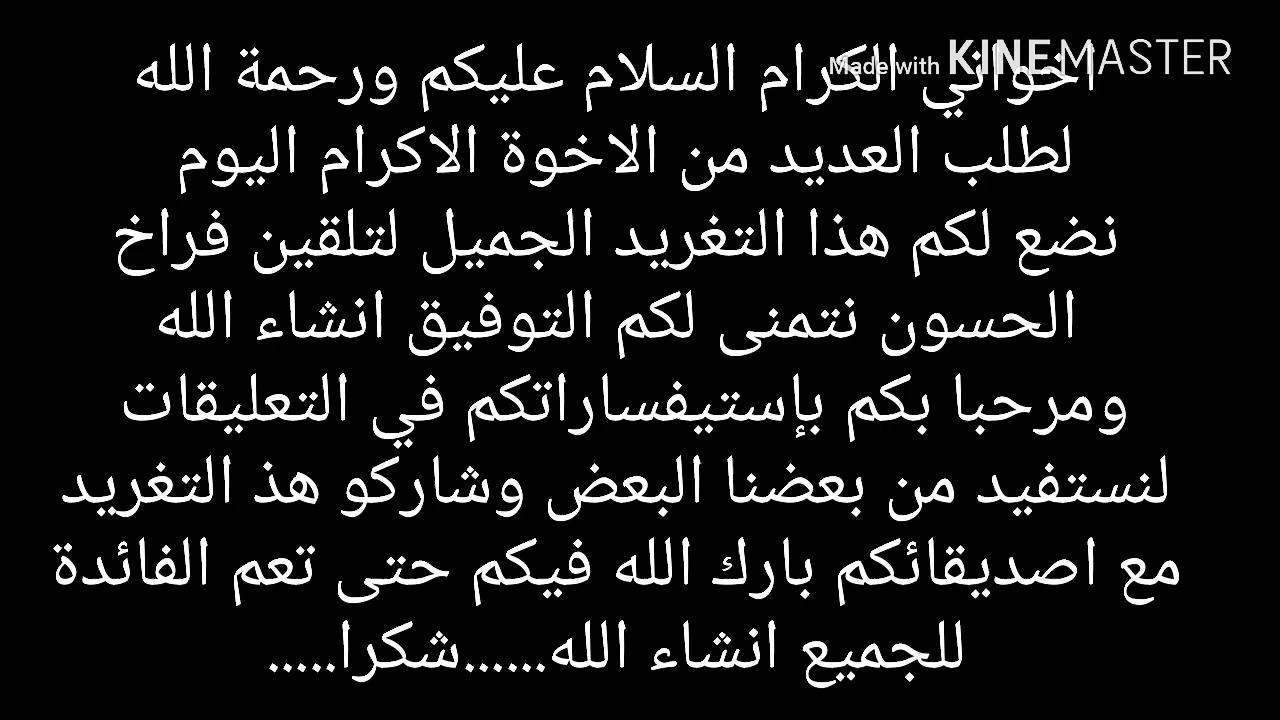 Made with KINEMASTER
اخواني الكرام السلام عليكم ورحمة الله
لطلب العديد من الاخوة الاكرام اليوم
نضع لكم هذا التغريد الجميل لتلقين فراخ
الحسون نتمنى لكم التوفيق انشاء الله
ومرحبا بكم بإستيفساراتكم في التعليقات
لنستفيد من بعضنا البعض وشاركو هذ التغريد
مع اصديقائكم بارك الله فيكم حتى تعم الفائدة
للجميع انشاء الله......شكرا.....